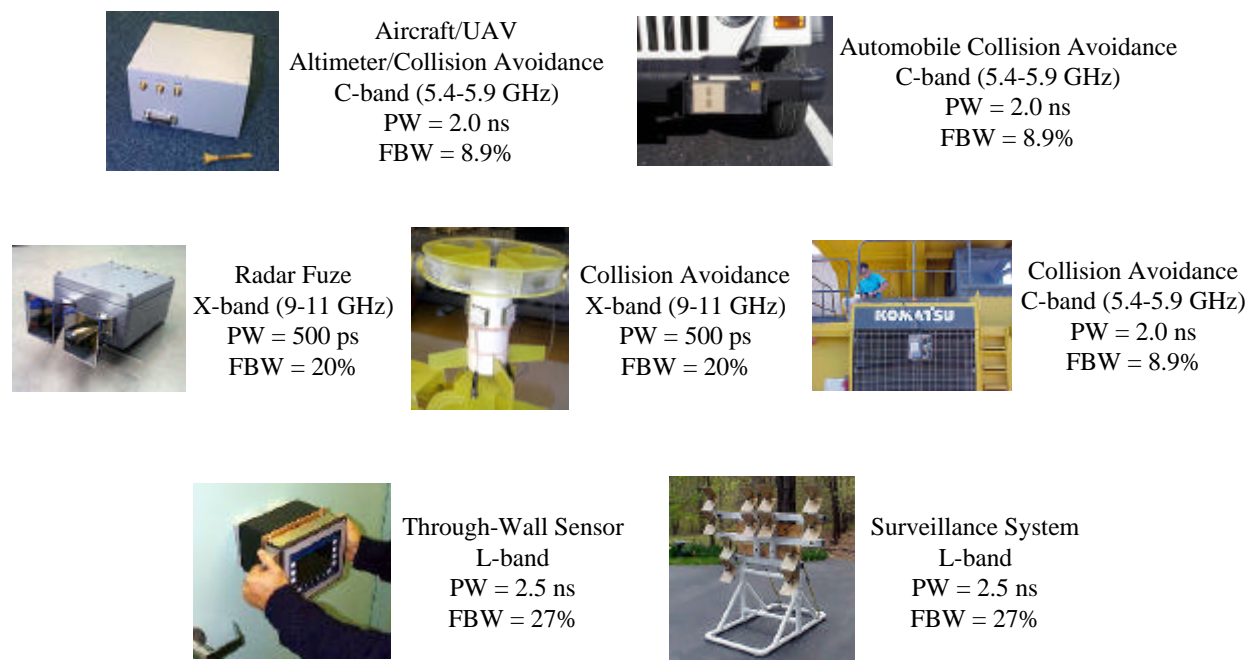 Aircraft/UAV
Altimeter/Collision Avoidance
C-band (5.4-5.9 GHz)
PW = 2.0 ns
FBW = 8.9%
Automobile Collision Avoidance
C-band (5.4-5.9 GHz)
PW = 2.0 ns
FBW = 8.9%
Radar Fuze
X-band (9-11 GHz)
PW = 500 ps
FBW = 20%
Collision Avoidance
X-band (9-11 GHz)
PW = 500 ps
FBW = 20%
KOMATSU
Collision Avoidance
C-band (5.4-5.9 GHz)
PW = 2.0 ns
FBW = 8.9%
Through-Wall Sensor
L-band
PW = 2.5 ns
FBW = 27%
Surveillance System
L-band
PW = 2.5 ns
FBW = 27%